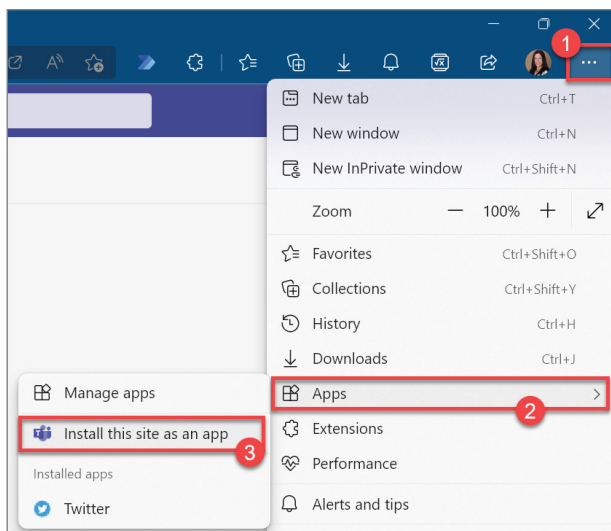 1
New tab Ctrl+T
New window Ctrl+N
New InPrivate window Ctrl+Shift+N
Zoom — 100% +
Favorites Ctrl+Shift+O
Collections Ctrl+Shift+Y
History Ctrl+H
Downloads Ctrl+J
Apps
2
Extensions
Performance
Alerts and tips
Manage apps
Install this site as an app
3
Installed apps
Twitter